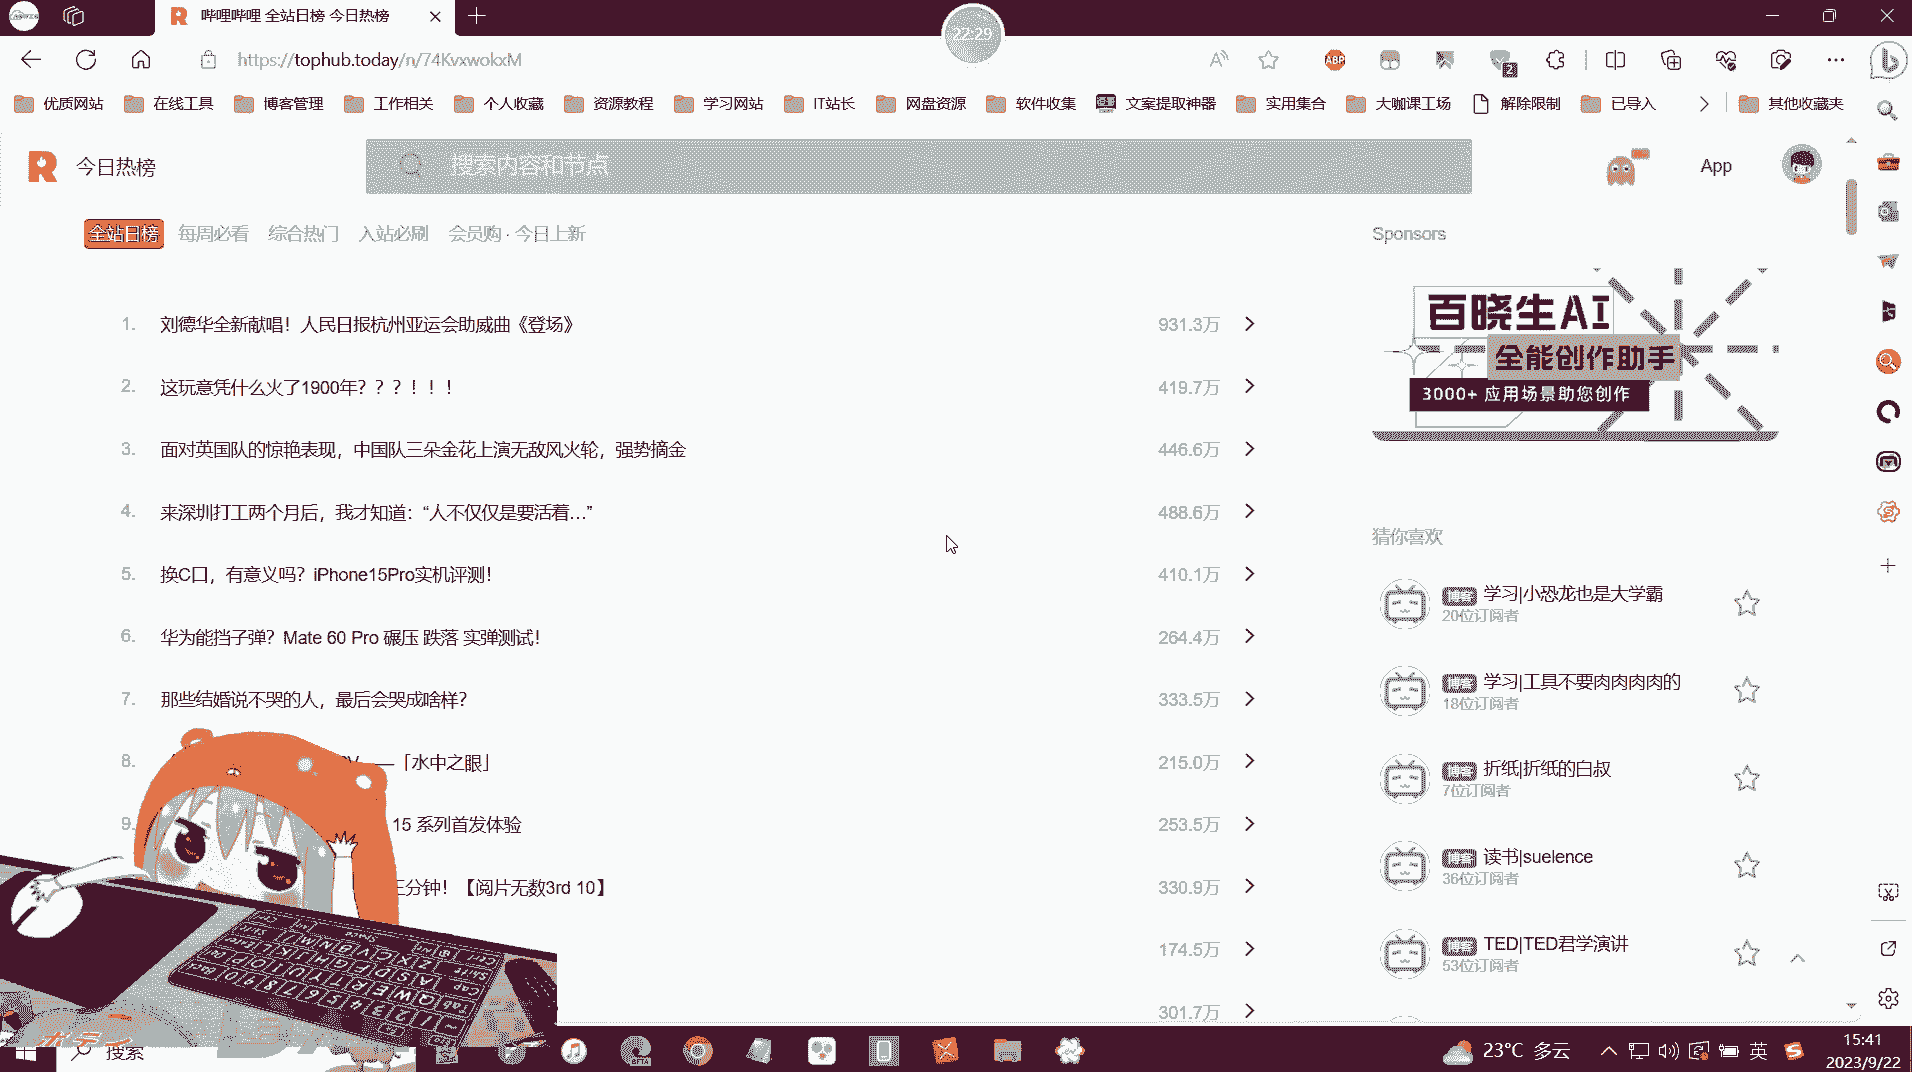 哔哩哔哩 全站日榜 今日热榜
22:29
https://tophub.today/n/74KvxwokxM
ABP
2
优质网站 在线工具 博客管理 工作相关 个人收藏 资源教程 学习网站 IT站长 网盘资源 软件收集 文案提取神器 实用集合 大咖课工场 解除限制 已导入 其他收藏夹
今日热榜
搜索内容和节点
App
全站日榜 每周必看 综合热门 入站必刷 会员购 · 今日上新
1. 刘德华全新献唱！人民日报杭州亚运会助威曲《登场》 931.3万
2. 这玩意凭什么火了1900年？？？！！！ 419.7万
3. 面对英国队的惊艳表现，中国队三朵金花上演无敌风火轮，强势摘金 446.6万
4. 来深圳打工两个月后，我才知道：“人不仅仅是要活着…” 488.6万
5. 换C口，有意义吗？iPhone15Pro实机评测！ 410.1万
6. 华为能挡子弹？Mate 60 Pro 碾压 跌落 实弹测试！ 264.4万
7. 那些结婚说不哭的人，最后会哭成啥样？ 333.5万
8. —「水中之眼」 215.0万
9. 15 系列首发体验 253.5万
三分钟！【阅片无数3rd 10】 330.9万
174.5万
301.7万
Sponsors
百晓生AI
全能创作助手
3000+ 应用场景助您创作
猜你喜欢
博客 学习|小恐龙也是大学霸
20位订阅者
博客 学习|工具不要肉肉肉肉的
18位订阅者
博客 折纸|折纸的白叔
7位订阅者
博客 读书|suelence
36位订阅者
博客 TED|TED君学演讲
53位订阅者
搜索
BETA
23°C 多云
英
15:41
2023/9/22